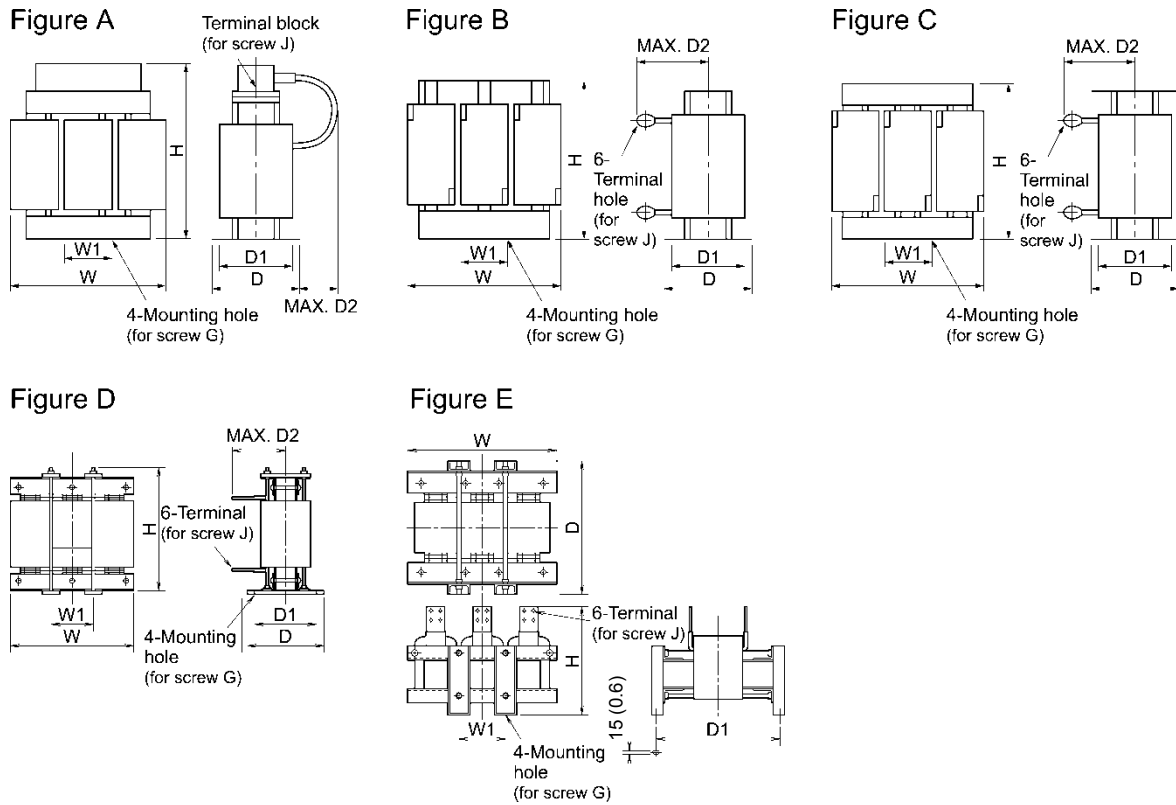 Figure A
Terminal block
(for screw J)
H
W1
W
D1
D
MAX. D2
4-Mounting hole
(for screw G)
Figure B
MAX. D2
H
6-
Terminal
hole
(for
screw J)
W1
W
D1
D
4-Mounting hole
(for screw G)
Figure C
MAX. D2
H
6-
Terminal
hole
(for
screw J)
W1
W
D1
D
4-Mounting hole
(for screw G)
Figure D
MAX. D2
H
6-Terminal
(for screw J)
W1
W
D1
D
4-Mounting
hole
(for screw G)
Figure E
W
D
6-Terminal
(for screw J)
H
W1
15 (0.6)
D1
4-Mounting
hole
(for screw G)